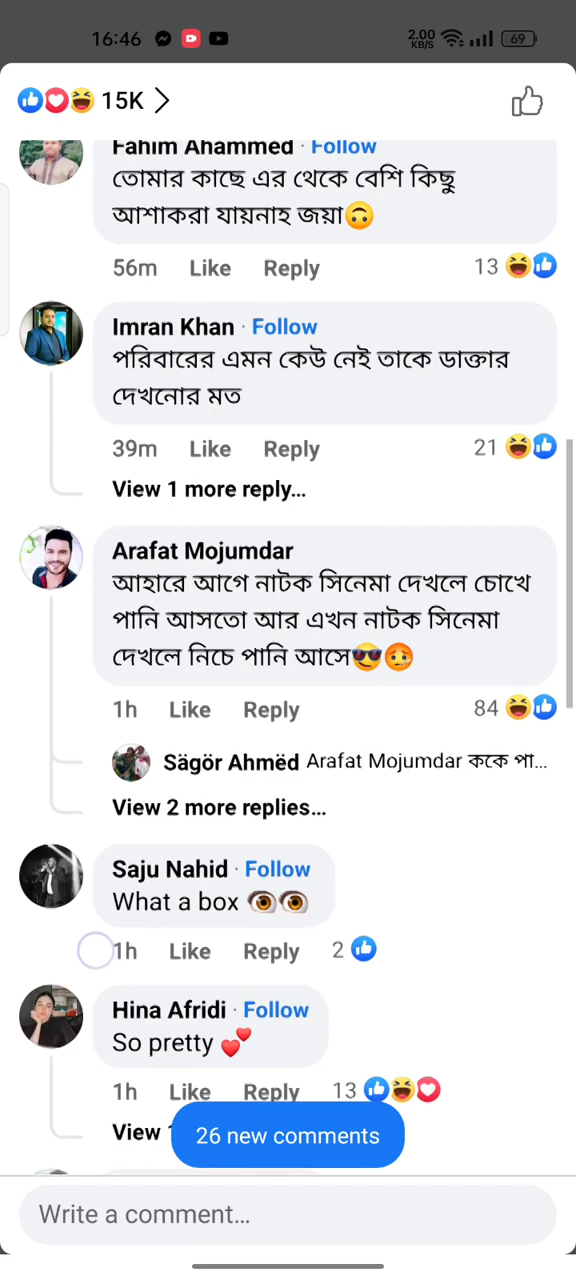 16:46
2.00 KB/S
69
15K
Fahim Ahammed · Follow
তোমার কাছে এর থেকে বেশি কিছু
আশাকরা যায়নাহ জয়া🙃
56m Like Reply 13
Imran Khan · Follow
পরিবারের এমন কেউ নেই তাকে ডাক্তার
দেখনোর মত
39m Like Reply 21
View 1 more reply...
Arafat Mojumdar
আহারে আগে নাটক সিনেমা দেখলে চোখে
পানি আসতো আর এখন নাটক সিনেমা
দেখলে নিচে পানি আসে😎🥴
1h Like Reply 84
Sägör Ahmëd Arafat Mojumdar ককে পা...
View 2 more replies...
Saju Nahid · Follow
What a box 👁️👁️
1h Like Reply 2
Hina Afridi · Follow
So pretty 💕
1h Like Reply 13
View
26 new comments
Write a comment...